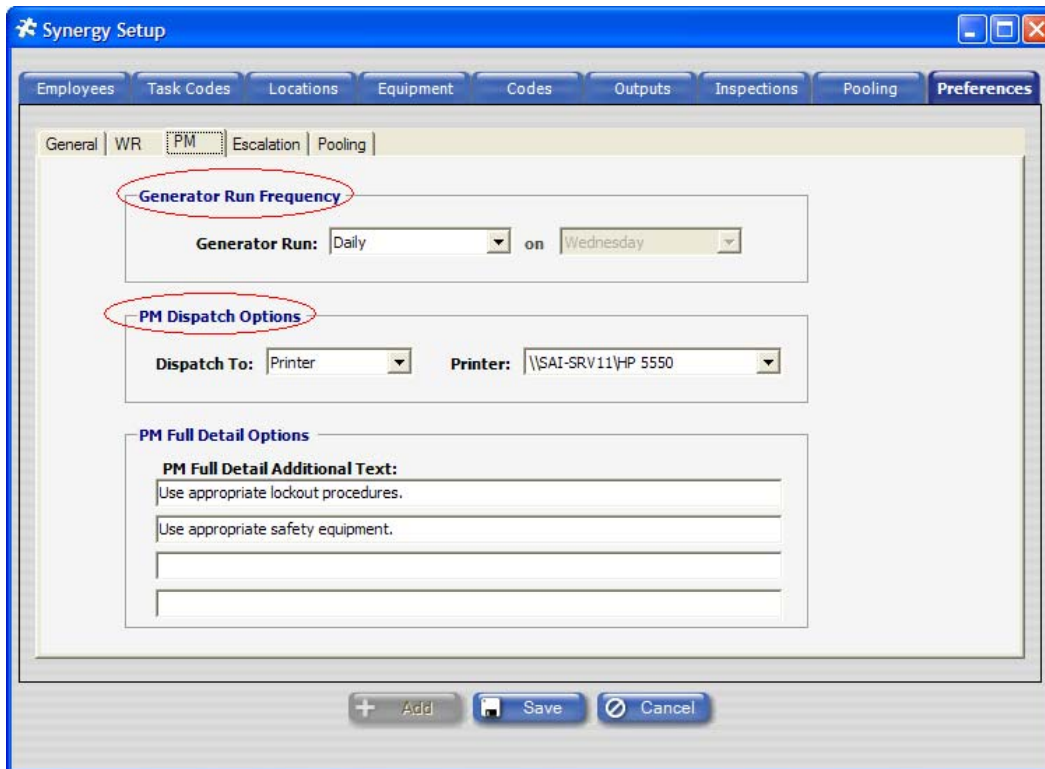 Synergy Setup
Employees Task Codes Locations Equipment Codes Outputs Inspections Pooling Preferences
General WR PM Escalation Pooling
Generator Run Frequency
Generator Run: Daily on Wednesday
PM Dispatch Options
Dispatch To: Printer Printer: \\SAI-SRV11\HP 5550
PM Full Detail Options
PM Full Detail Additional Text:
Use appropriate lockout procedures.
Use appropriate safety equipment.
Add Save Cancel